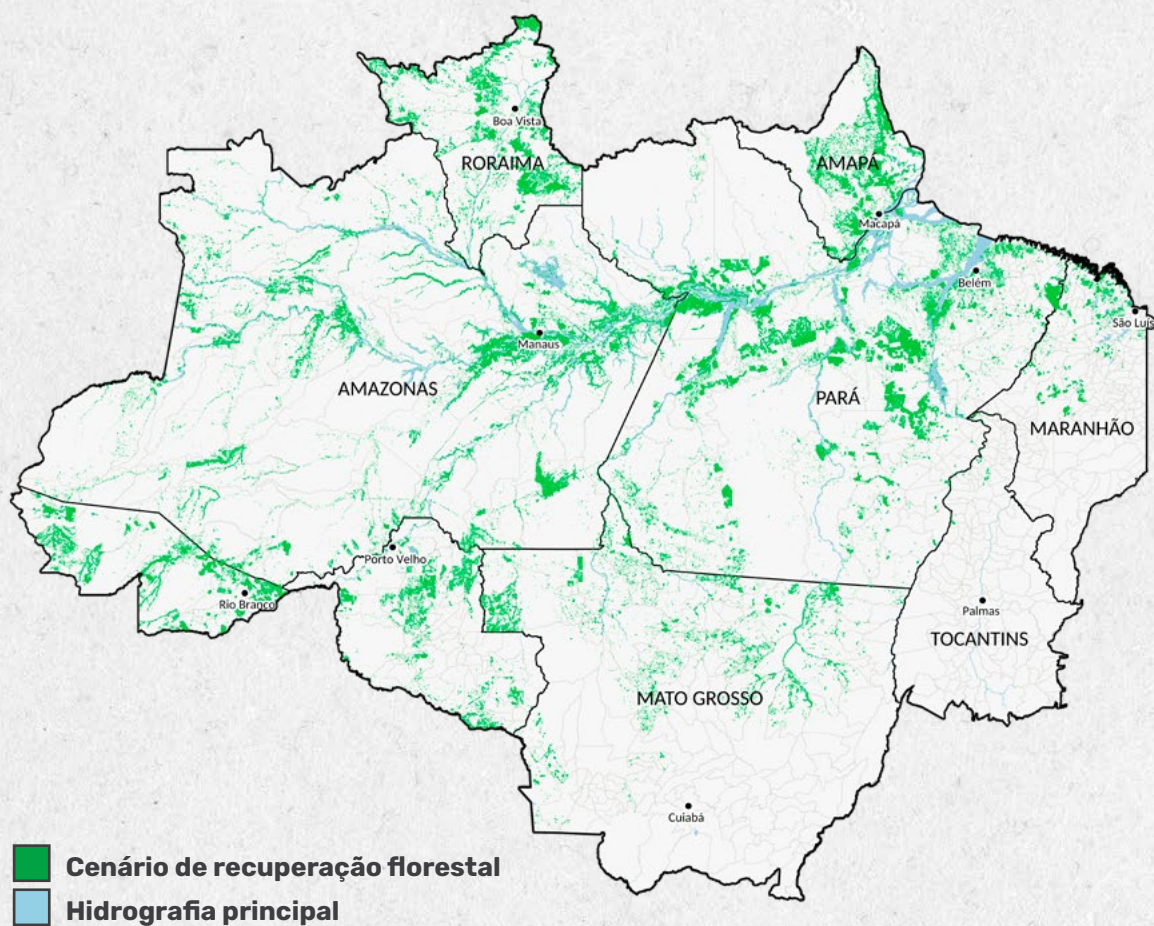 Boa Vista
RORAIMA
AMAPÁ
Macapá
Belém
São Luís
Manaus
AMAZONAS
PARÁ
MARANHÃO
Porto Velho
Rio Branco
Palmas
TOCANTINS
MATO GROSSO
Cuiabá
Cenário de recuperação florestal
Hidrografia principal